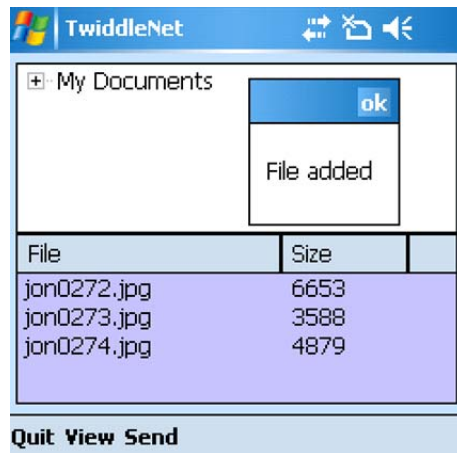 TwiddleNet
My Documents
ok
File added
File Size
jon0272.jpg 6653
jon0273.jpg 3588
jon0274.jpg 4879
Quit View Send